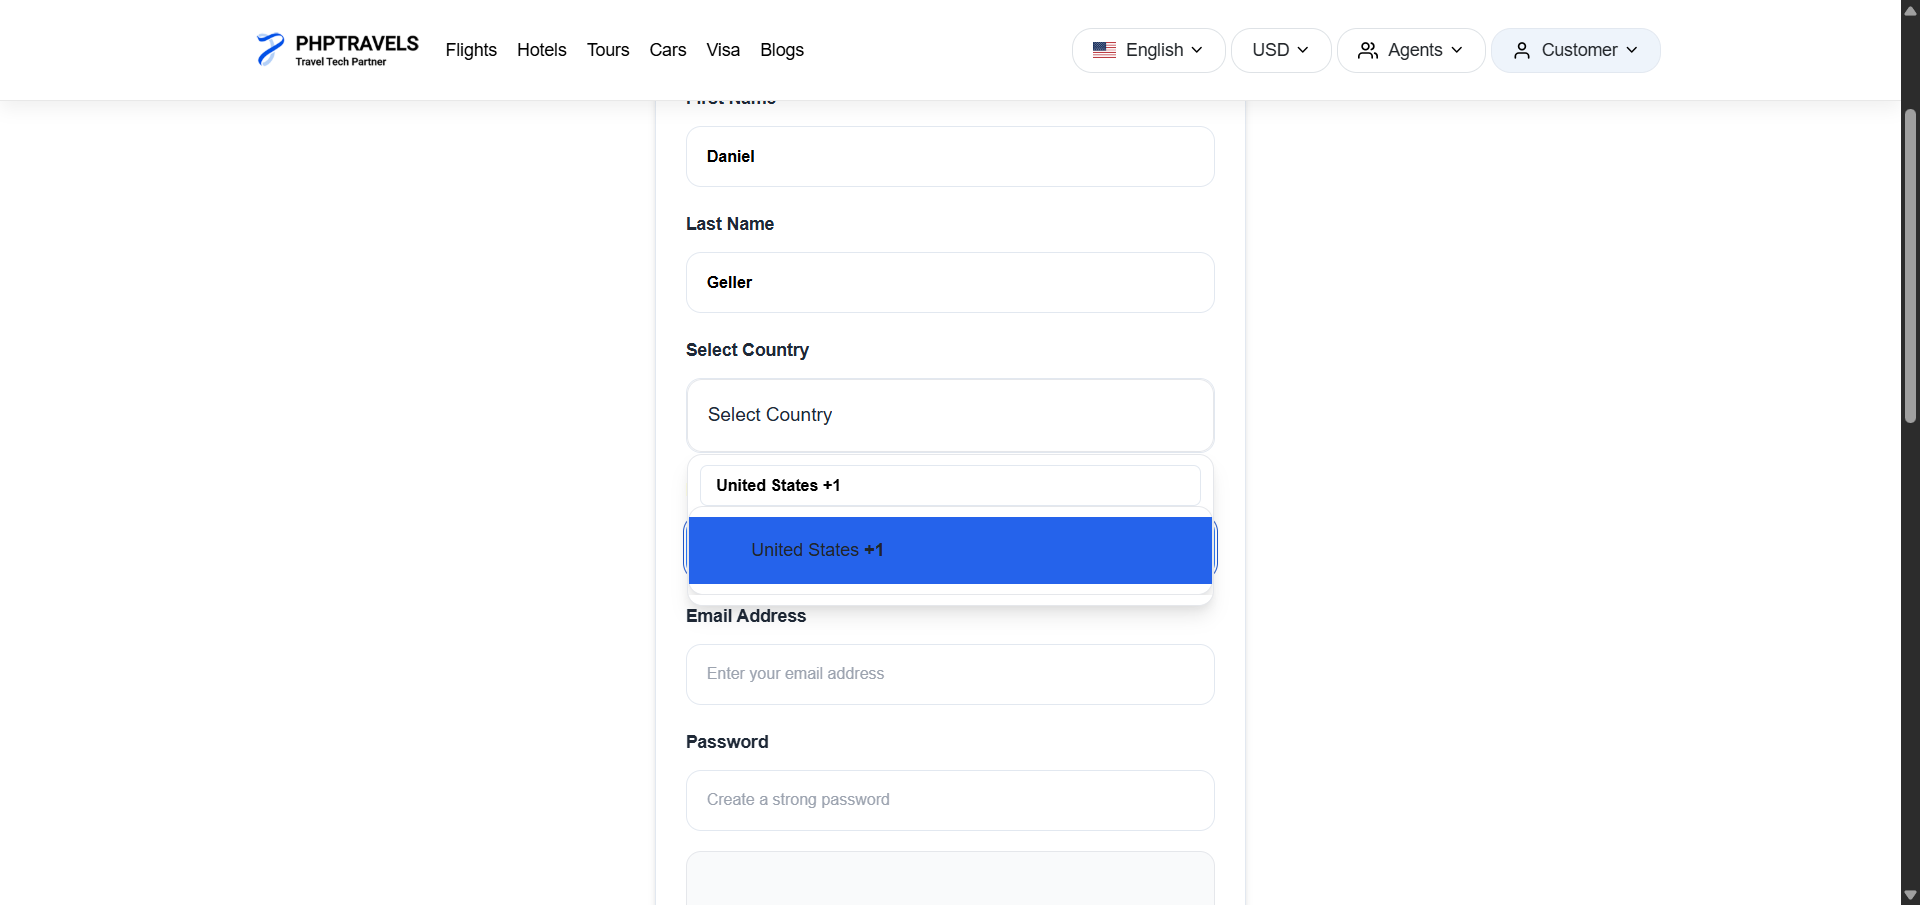 PHPTRAVELS
Travel Tech Partner
Flights Hotels Tours Cars Visa Blogs
English USD Agents Customer
First Name
Daniel
Last Name
Geller
Select Country
Select Country
United States +1
United States +1
Email Address
Enter your email address
Password
Create a strong password